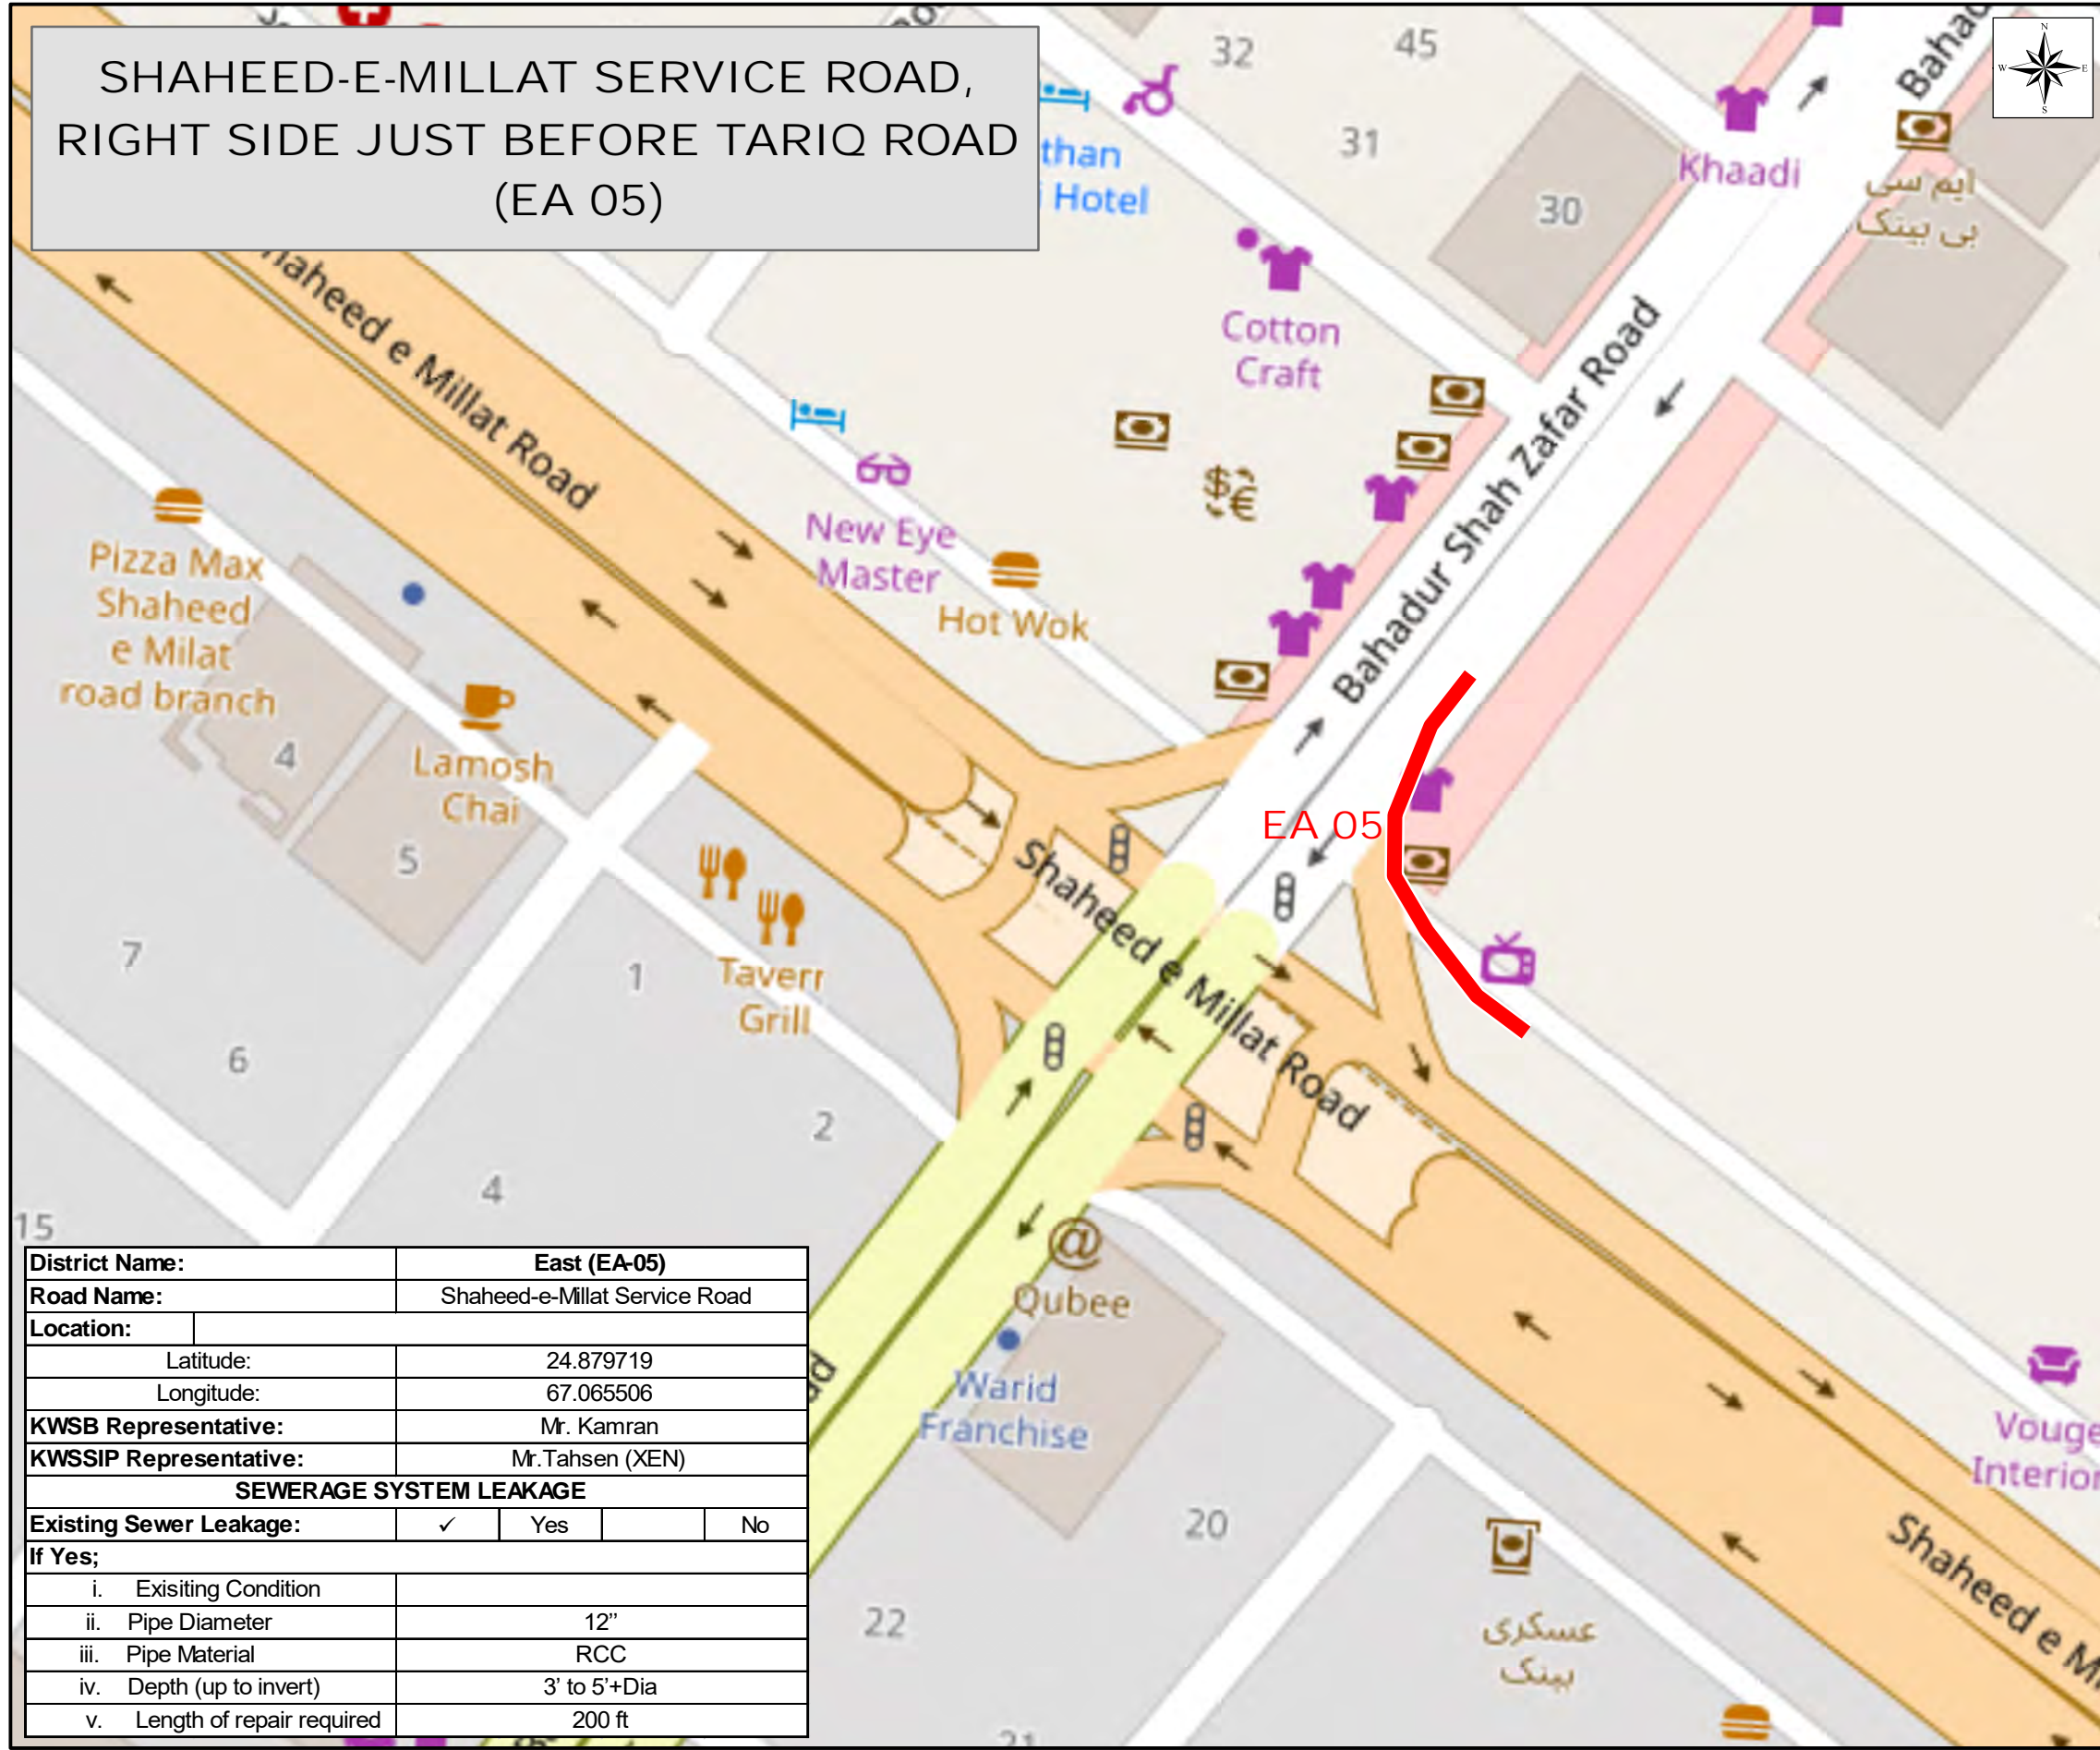 SHAHEED-E-MILLAT SERVICE ROAD,
RIGHT SIDE JUST BEFORE TARIQ ROAD
(EA 05)
N
W
E
S
32
45
31
30
than
Hotel
Khaadi
ایم سی
بی بینک
Cotton
Craft
Shaheed e Millat Road
Bahadur Shah Zafar Road
New Eye
Master
Hot Wok
Pizza Max
Shaheed
e Milat
road branch
4
Lamosh
Chai
5
EA 05
Shaheed e Millat Road
Tavern
Grill
7
1
6
2
4
15
@
Qubee
Warid
Franchise
20
22
21
عسکری
بینک
Vouge
Interior
Shaheed e M
District Name: East (EA-05)
Road Name: Shaheed-e-Millat Service Road
Location:
Latitude: 24.879719
Longitude: 67.065506
KWSB Representative: Mr. Kamran
KWSSIP Representative: Mr.Tahsen (XEN)
SEWERAGE SYSTEM LEAKAGE
Existing Sewer Leakage: ✓ Yes No
If Yes;
i. Exisiting Condition
ii. Pipe Diameter 12’’
iii. Pipe Material RCC
iv. Depth (up to invert) 3’ to 5’+Dia
v. Length of repair required 200 ft